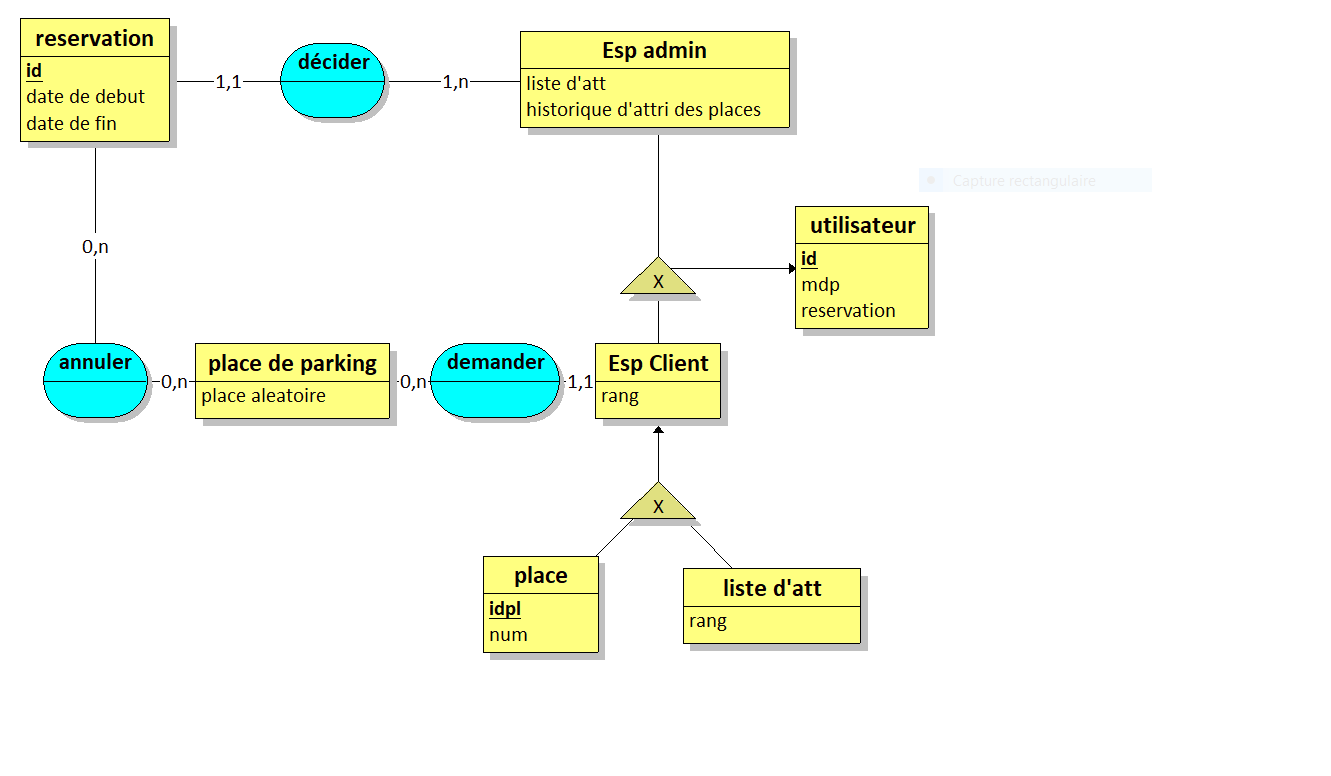 reservation
id
date de debut
date de fin
1,1
décider
1,n
Esp admin
liste d'att
historique d'attri des places
Capture rectangulaire
utilisateur
id
mdp
reservation
0,n
X
annuler
0,n
place de parking
place aleatoire
0,n
demander
1,1
Esp Client
rang
X
place
idpl
num
liste d'att
rang